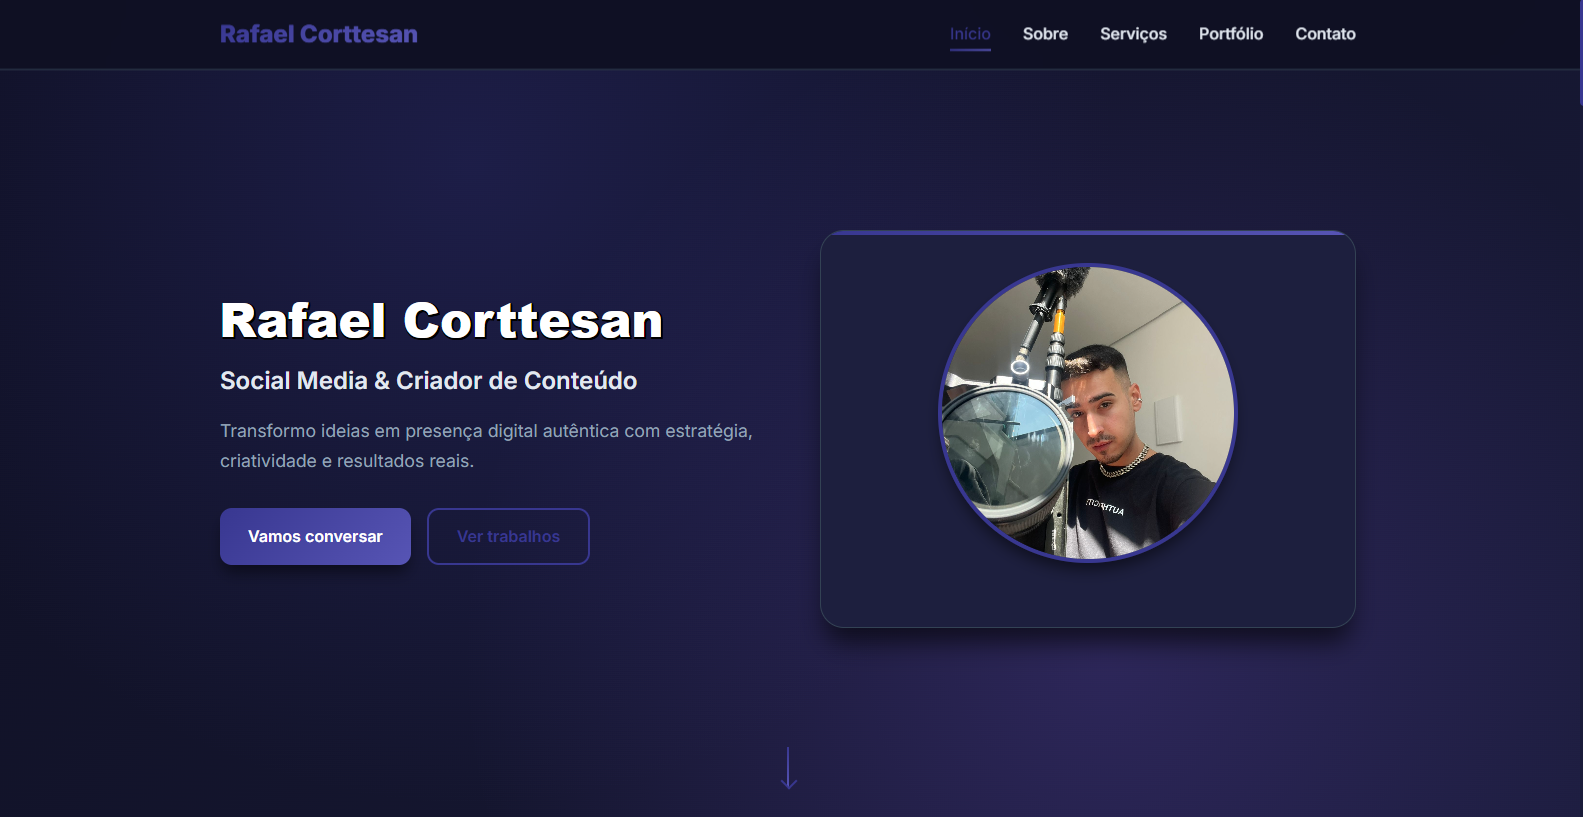 Rafael Corttesan
Início Sobre Serviços Portfólio Contato
Rafael Corttesan
Social Media & Criador de Conteúdo
Transformo ideias em presença digital autêntica com estratégia,
criatividade e resultados reais.
Vamos conversar Ver trabalhos